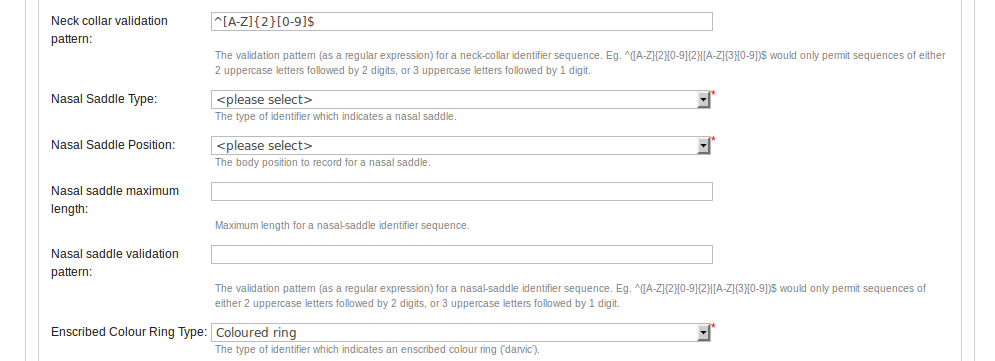 Neck collar validation
pattern:
^[A-Z]{2}[0-9]$
The validation pattern (as a regular expression) for a neck-collar identifier sequence. Eg. ^([A-Z]{2}[0-9]{2}|[A-Z]{3}[0-9])$ would only permit sequences of either
2 uppercase letters followed by 2 digits, or 3 uppercase letters followed by 1 digit.
Nasal Saddle Type:
<please select>
*
The type of identifier which indicates a nasal saddle.
Nasal Saddle Position:
<please select>
*
The body position to record for a nasal saddle.
Nasal saddle maximum
length:
Maximum length for a nasal-saddle identifier sequence.
Nasal saddle validation
pattern:
The validation pattern (as a regular expression) for a nasal-saddle identifier sequence. Eg. ^([A-Z]{2}[0-9]{2}|[A-Z]{3}[0-9])$ would only permit sequences of
either 2 uppercase letters followed by 2 digits, or 3 uppercase letters followed by 1 digit.
Enscribed Colour Ring Type:
Coloured ring
*
The type of identifier which indicates an enscribed colour ring ('darvic').